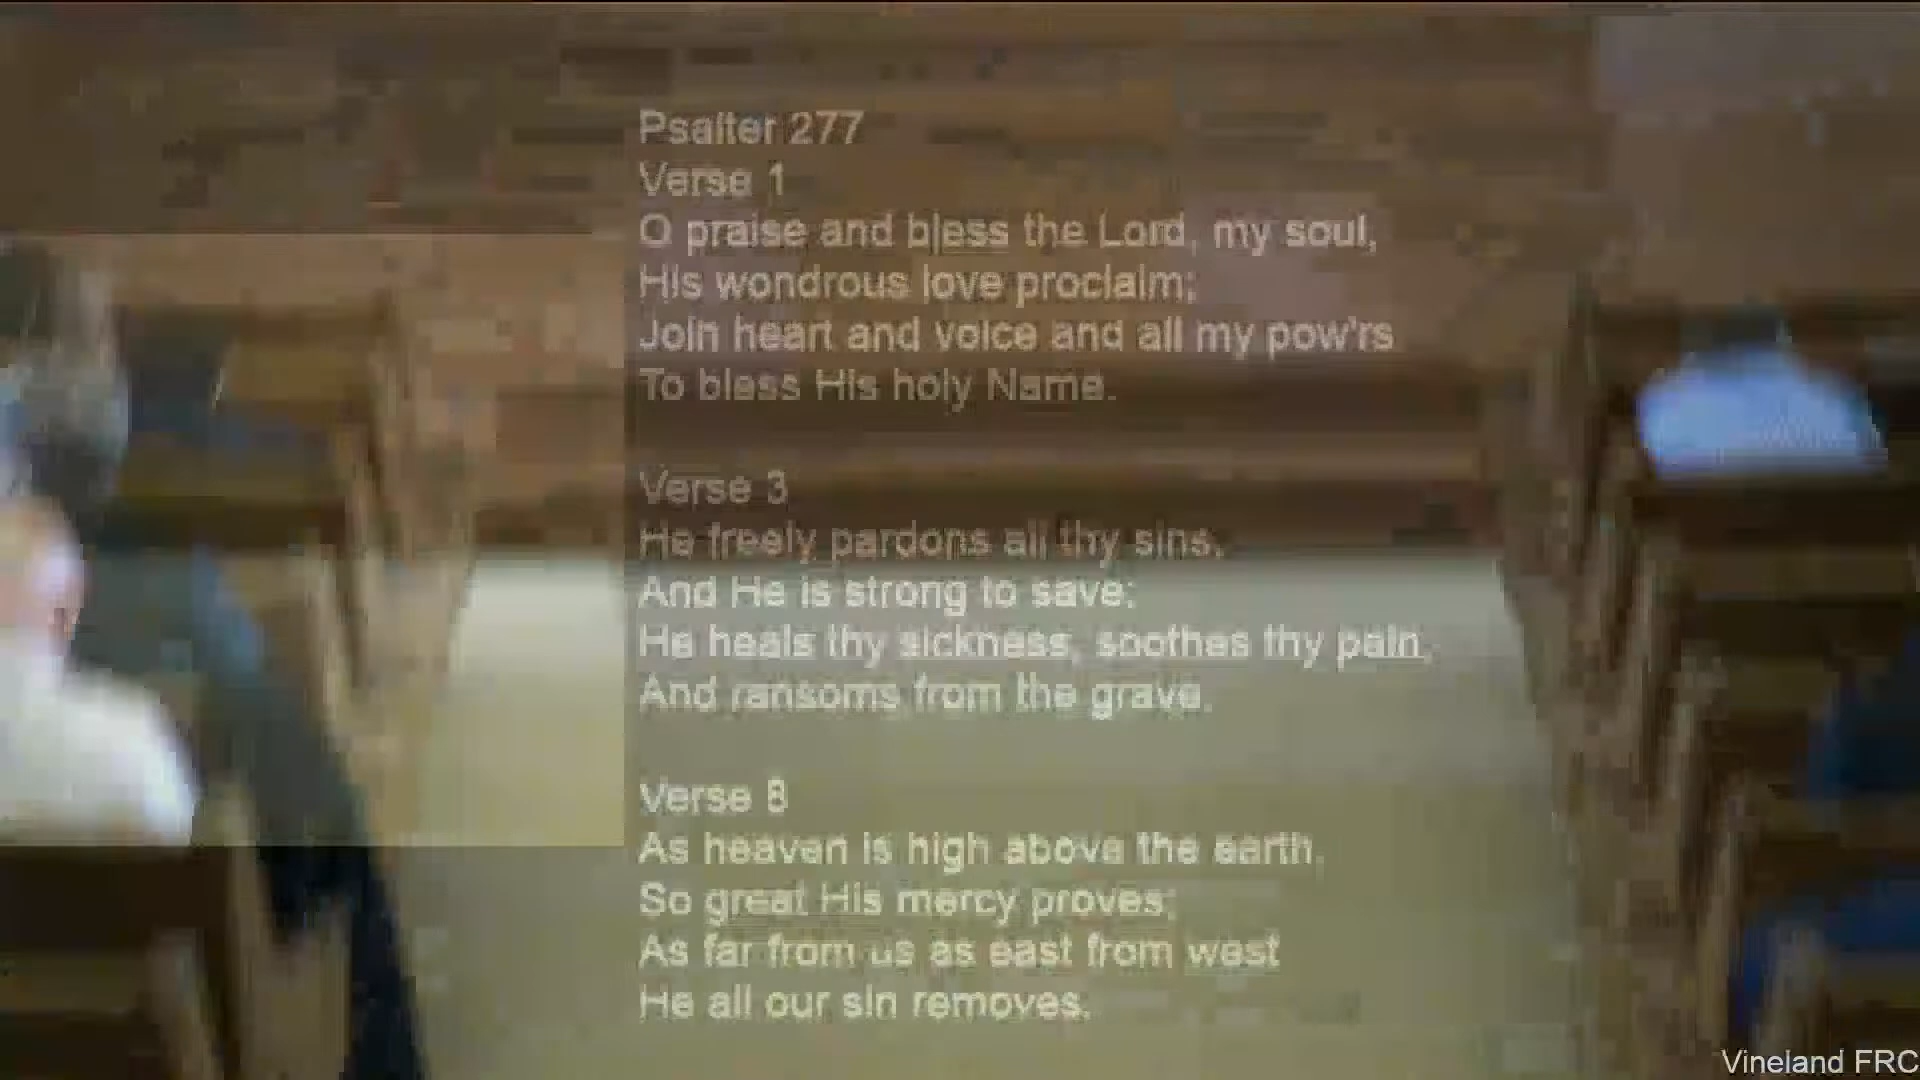 Psalter 277
Verse 1
O praise and bless the Lord, my soul,
His wondrous love proclaim;
Join heart and voice and all my pow'rs
To bless His holy Name.
Verse 3
He freely pardons all thy sins,
And He is strong to save;
He heals thy sickness, soothes thy pain,
And ransoms from the grave.
Verse 8
As heaven is high above the earth,
So great His mercy proves;
As far from us as east from west
He all our sin removes.
Vineland FRC